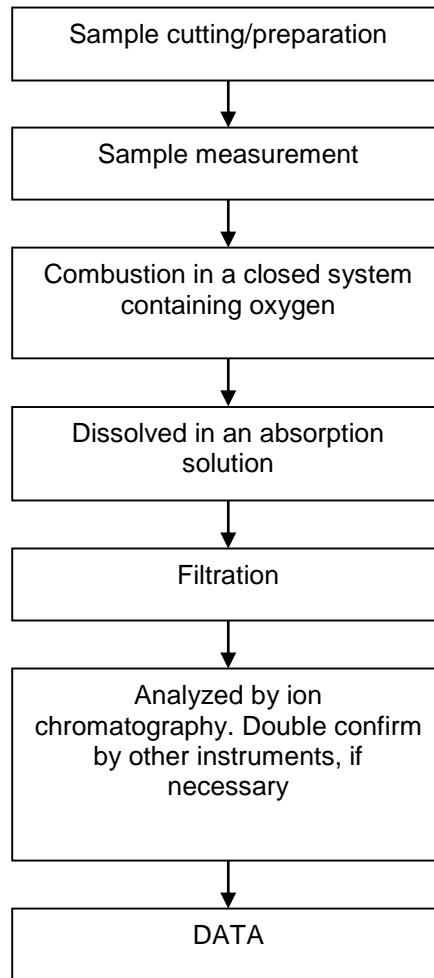 Sample cutting/preparation
Sample measurement
Combustion in a closed system
containing oxygen
Dissolved in an absorption
solution
Filtration
Analyzed by ion
chromatography. Double confirm
by other instruments, if
necessary
DATA